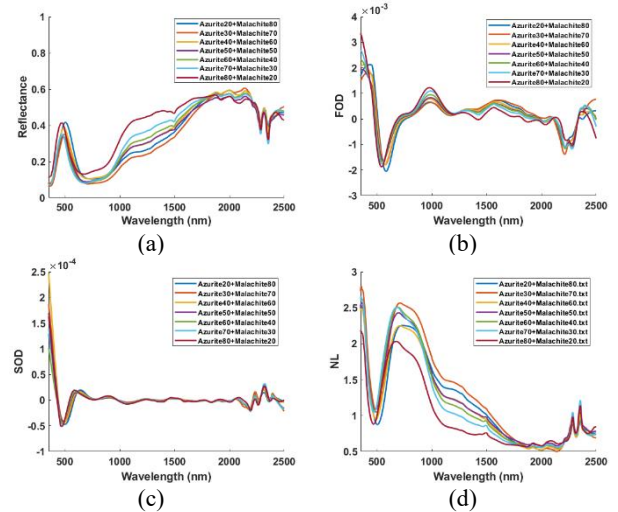 1
0.8
0.6
0.4
0.2
0
Reflectance
500 1000 1500 2000 2500
Wavelength (nm)
Azurite20+Malachite80
Azurite30+Malachite70
Azurite40+Malachite60
Azurite50+Malachite50
Azurite60+Malachite40
Azurite70+Malachite30
Azurite80+Malachite20
(a)
×10-3
4
3
2
1
0
-1
-2
-3
FOD
500 1000 1500 2000 2500
Wavelength (nm)
Azurite20+Malachite80
Azurite30+Malachite70
Azurite40+Malachite60
Azurite50+Malachite50
Azurite60+Malachite40
Azurite70+Malachite30
Azurite80+Malachite20
(b)
×10-4
2.5
2
1.5
1
0.5
0
-0.5
-1
SOD
500 1000 1500 2000 2500
Wavelength (nm)
Azurite20+Malachite80
Azurite30+Malachite70
Azurite40+Malachite60
Azurite50+Malachite50
Azurite60+Malachite40
Azurite70+Malachite30
Azurite80+Malachite20
(c)
3
2.5
2
1.5
1
0.5
NL
500 1000 1500 2000 2500
Wavelength (nm)
Azurite20+Malachite80.txt
Azurite30+Malachite70.txt
Azurite40+Malachite60.txt
Azurite50+Malachite50.txt
Azurite60+Malachite40.txt
Azurite70+Malachite30.txt
Azurite80+Malachite20.txt
(d)